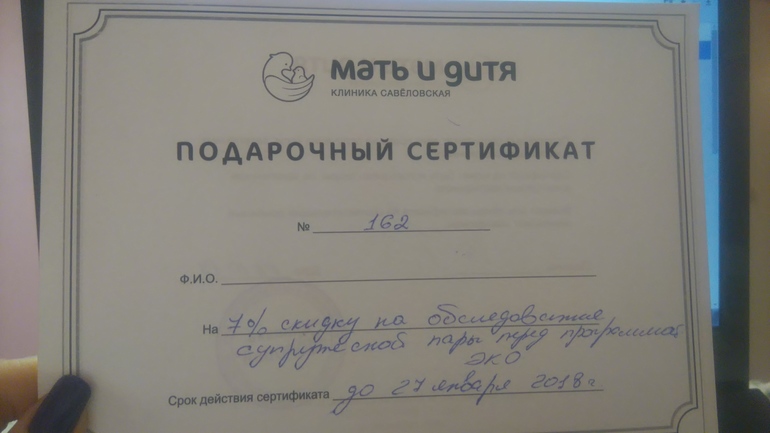 мать и дитя
КЛИНИКА САВЁЛОВСКАЯ
ПОДАРОЧНЫЙ СЕРТИФИКАТ
№ 162
Ф.И.О.
На 7% скидку на обследование
супружеской пары перед программой
ЭКО
Срок действия сертификата до 27 января 2018 г